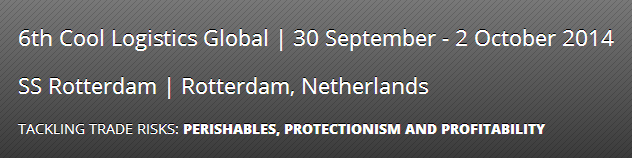 6th Cool Logistics Global | 30 September - 2 October 2014
SS Rotterdam | Rotterdam, Netherlands
TACKLING TRADE RISKS: PERISHABLES, PROTECTIONISM AND PROFITABILITY